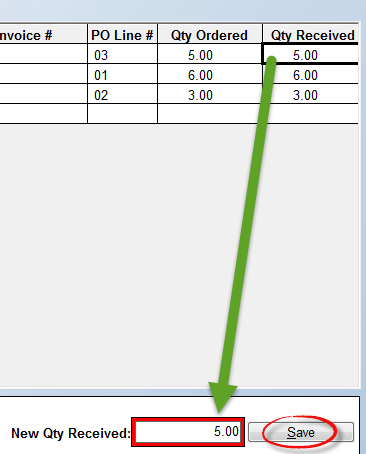 nvoice # PO Line # Qty Ordered Qty Received
03 5.00 5.00
01 6.00 6.00
02 3.00 3.00
New Qty Received: 5.00 Save